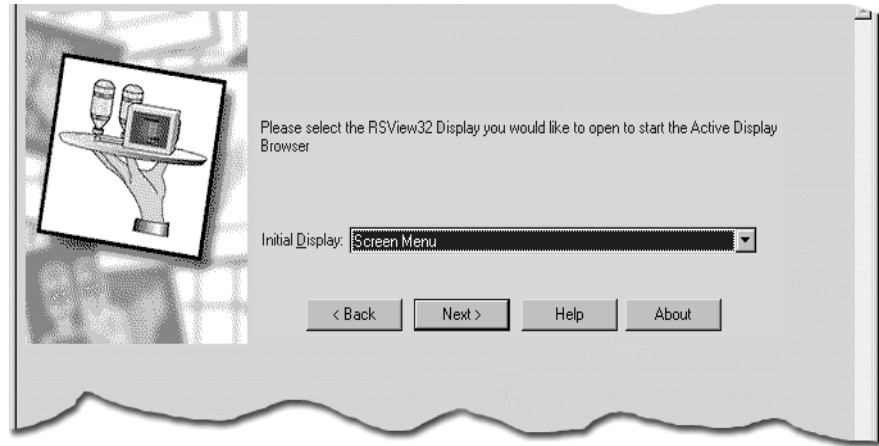 Please select the RSView32 Display you would like to open to start the Active Display
Browser
Initial Display: Screen Menu
< Back Next > Help About